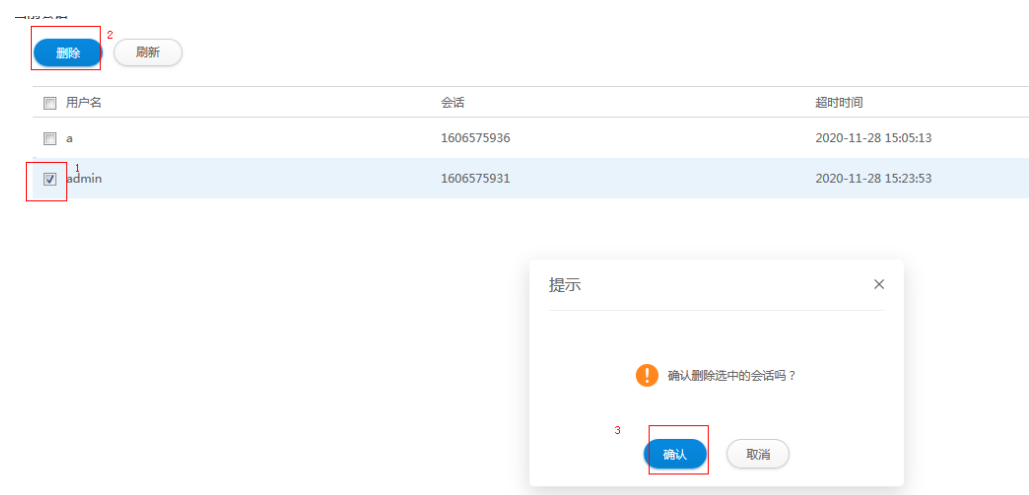 2
删除 刷新
用户名 会话 超时时间
a 1606575936 2020-11-28 15:05:13
1
admin 1606575931 2020-11-28 15:23:53
提示 ×
! 确认删除选中的会话吗？
3
确认 取消